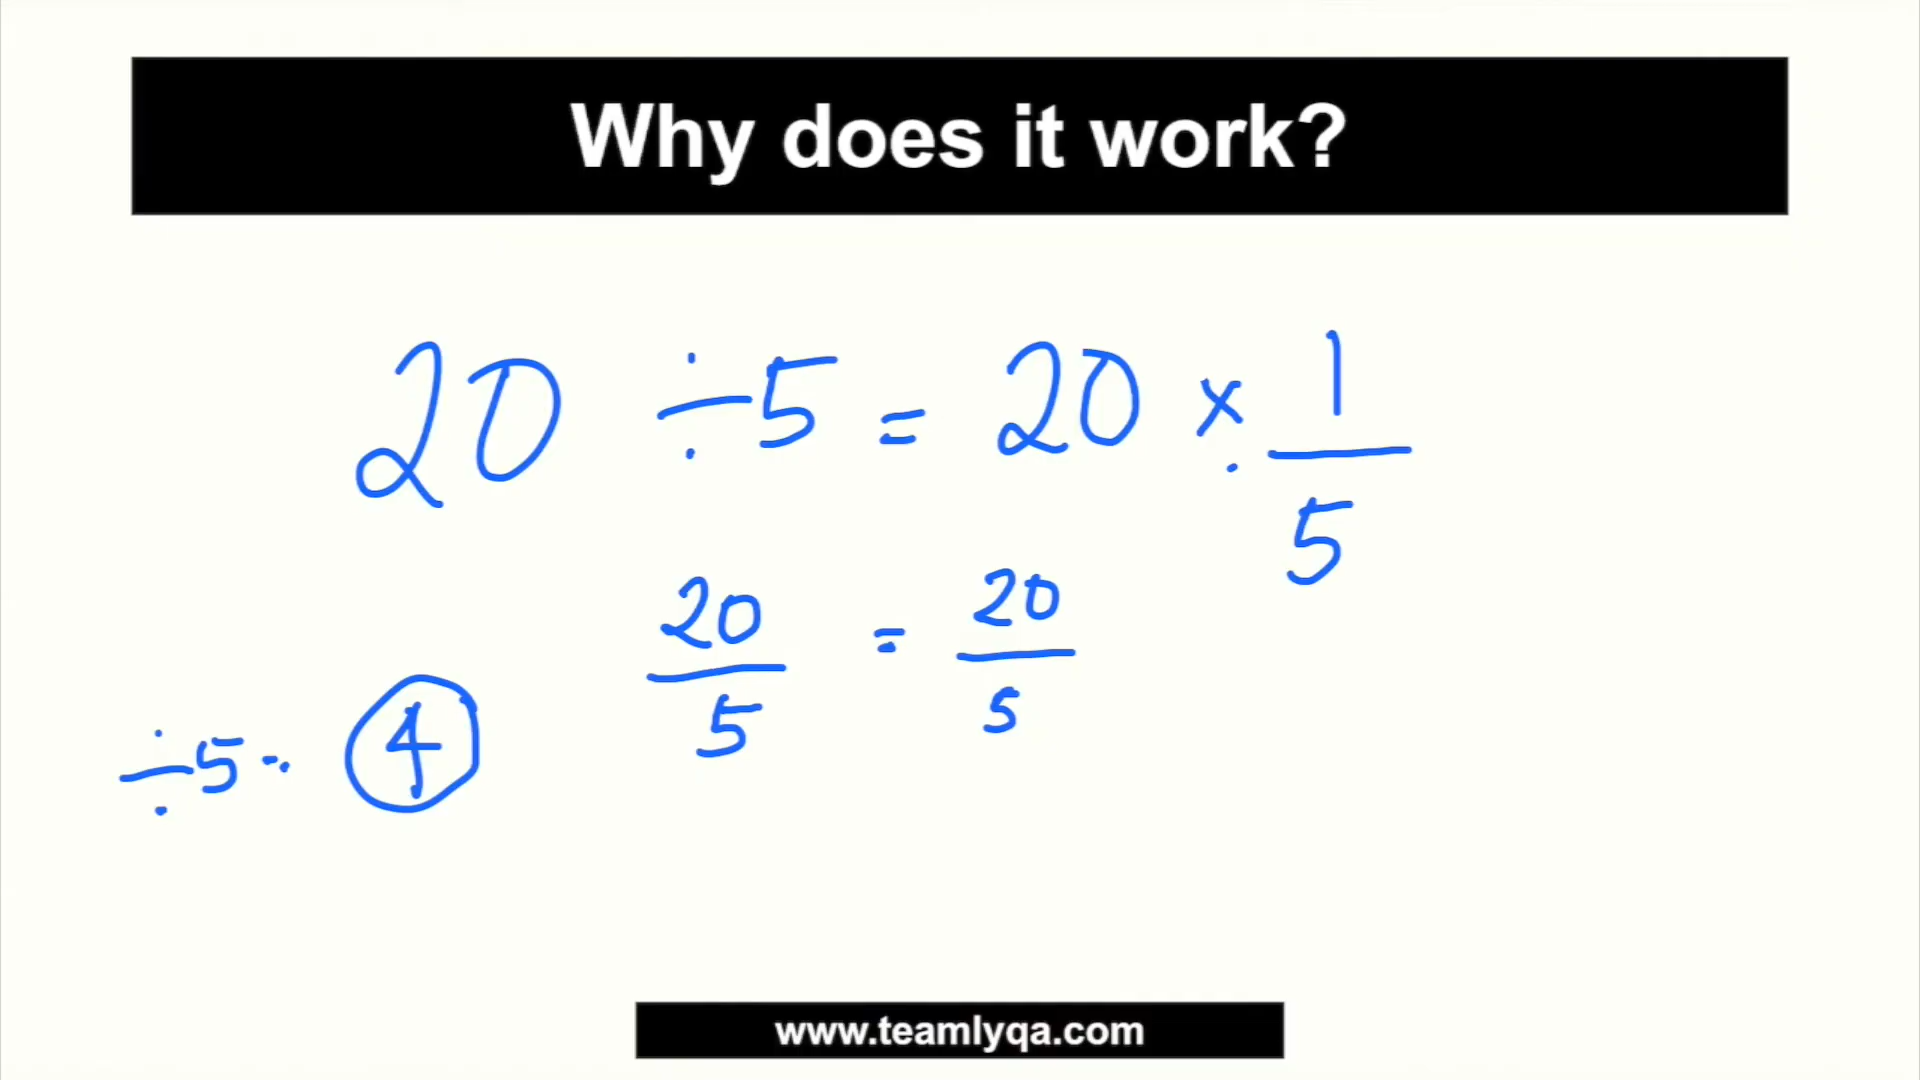 Why does it work?
20 ÷5 = 20 × 1/5
20/5 = 20/5
÷5 = 4
www.teamlyqa.com